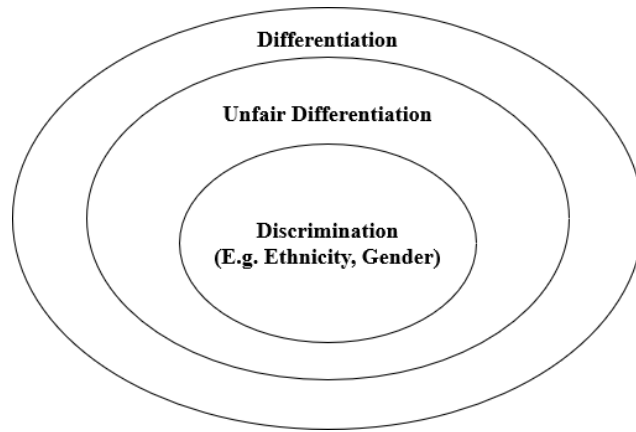 Differentiation
Unfair Differentiation
Discrimination
(E.g. Ethnicity, Gender)